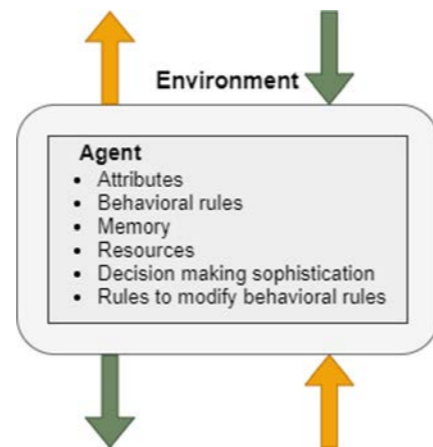 Environment
Agent
• Attributes
• Behavioral rules
• Memory
• Resources
• Decision making sophistication
• Rules to modify behavioral rules